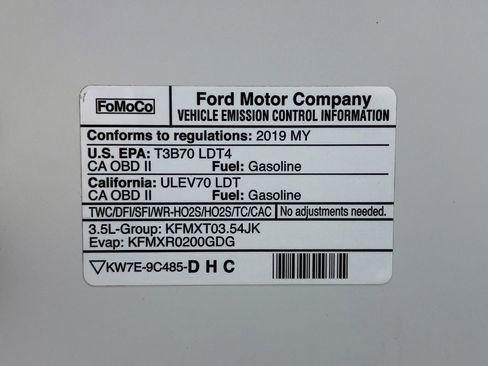 FoMoCo
Ford Motor Company
VEHICLE EMISSION CONTROL INFORMATION
Conforms to regulations: 2019 MY
U.S. EPA: T3B70 LDT4
CA OBD II Fuel: Gasoline
California: ULEV70 LDT
CA OBD II Fuel: Gasoline
TWC/DFI/SFI/WR-HO2S/HO2S/TC/CAC No adjustments needed.
3.5L-Group: KFMXT03.54JK
Evap: KFMXR0200GDG
KW7E-9C485-D H C